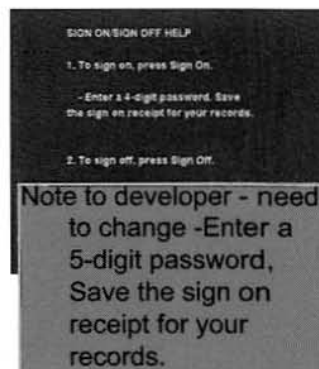 SIGN ON/SIGN OFF HELP
1. To sign on, press Sign On.
- Enter a 4-digit password. Save
the sign on receipt for your records.
2. To sign off, press Sign Off.
Note to developer - need
to change -Enter a
5-digit password,
Save the sign on
receipt for your
records.